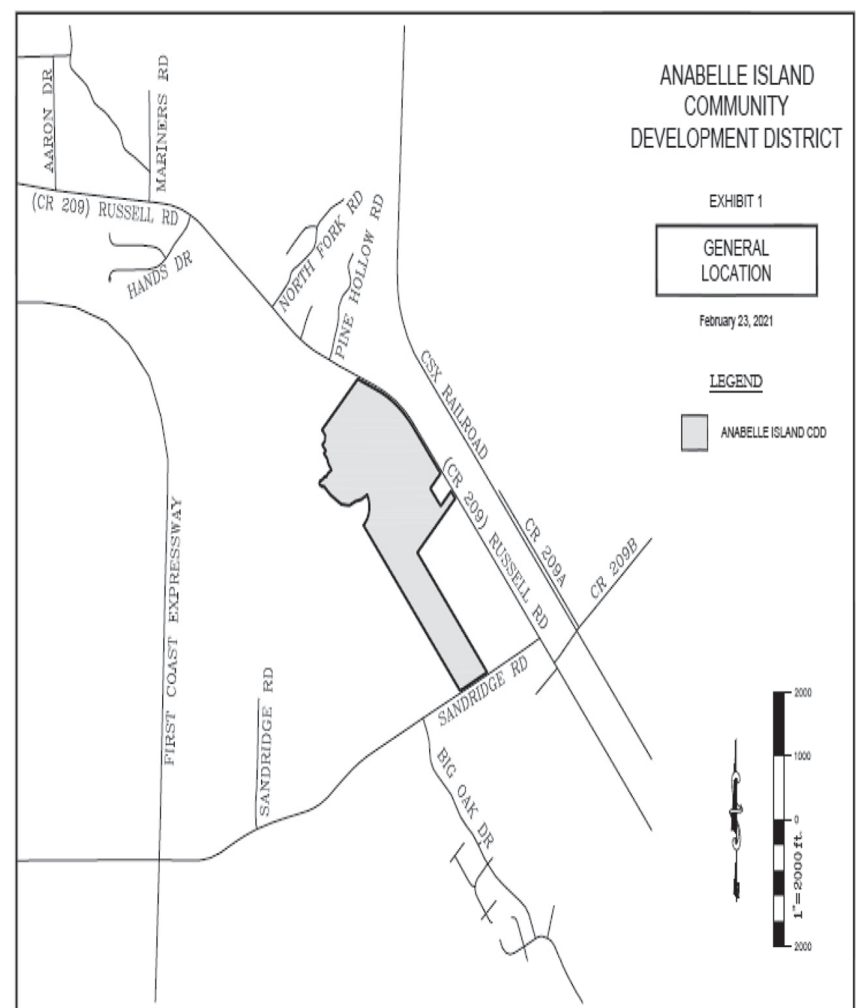 ANABELLE ISLAND
COMMUNITY
DEVELOPMENT DISTRICT
EXHIBIT 1
GENERAL
LOCATION
February 23, 2021
LEGEND
ANABELLE ISLAND CDD
AARON DR
MARINERS RD
(CR 209) RUSSELL RD
HANDS DR
NORTH FORK RD
PINE HOLLOW RD
CSX RAILROAD
(CR 209) RUSSELL RD
CR 209A
CR 209B
FIRST COAST EXPRESSWAY
SANDRIDGE RD
SANDRIDGE RD
BIG OAK DR
2000
1000
0
2000
1"=2000 ft.